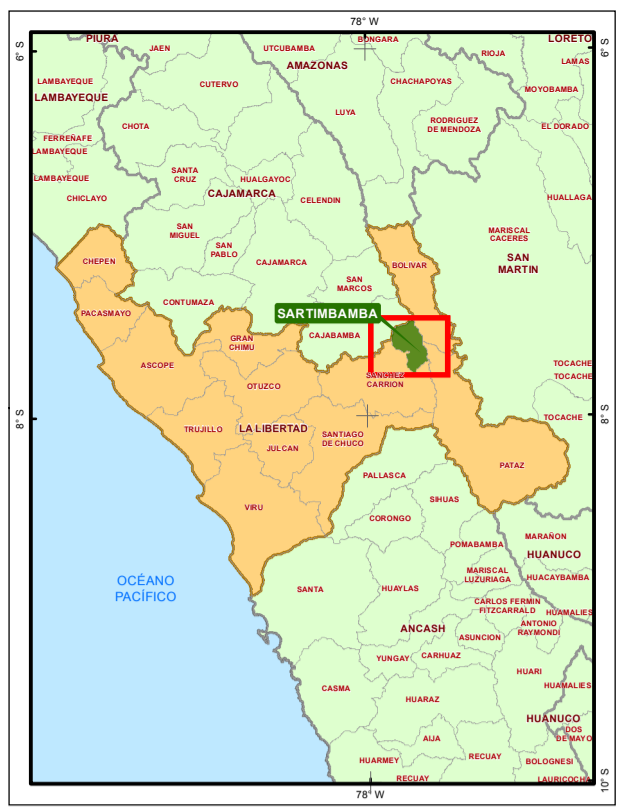 78° W
6° S
6° S
PIURA
JAEN
UTCUBAMBA
BONGARA
LORETO
RIOJA
LAMAS
AMAZONAS
LAMBAYEQUE
LAMBAYEQUE
CUTERVO
CHACHAPOYAS
MOYOBAMBA
LUYA
CHOTA
RODRIGUEZ
DE MENDOZA
EL DORADO
FERREÑAFE
LAMBAYEQUE
SANTA
CRUZ
HUALGAYOC
LAMBAYEQUE
CHICLAYO
CAJAMARCA
CELENDIN
HUALLAGA
SAN
MIGUEL
SAN
PABLO
MARISCAL
CACERES
SAN
MARTIN
CHEPEN
CAJAMARCA
BOLIVAR
SAN
MARCOS
CONTUMAZA
PACASMAYO
SARTIMBAMBA
GRAN
CHIMU
CAJABAMBA
ASCOPE
SANCHEZ
CARRION
TOCACHE
TOCACHE
OTUZCO
8° S
TOCACHE
8° S
TRUJILLO
LA LIBERTAD
SANTIAGO
DE CHUCO
JULCAN
PATAZ
PALLASCA
VIRU
SIHUAS
CORONGO
MARAÑON
POMABAMBA
HUANUCO
MARISCAL
LUZURIAGA
HUACAYBAMBA
OCÉANO
PACÍFICO
SANTA
HUAYLAS
CARLOS FERMIN
FITZCARRALD
HUAMALIES
ANTONIO
RAYMONDI
ANCASH
ASUNCION
YUNGAY
CARHUAZ
HUARI
CASMA
HUAMALIES
HUARAZ
HUANUCO
DOS
DE MAYO
AIJA
HUARMEY
RECUAY
BOLOGNESI
RECUAY
LAURICOCHA
10° S
78° W